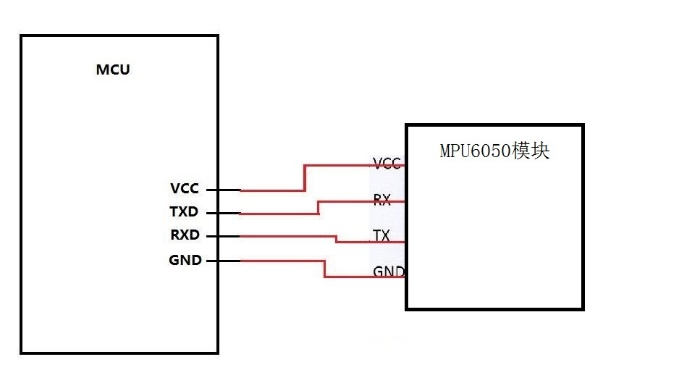 MCU
VCC
TXD
RXD
GND
MPU6050模块
VCC
RX
TX
GND